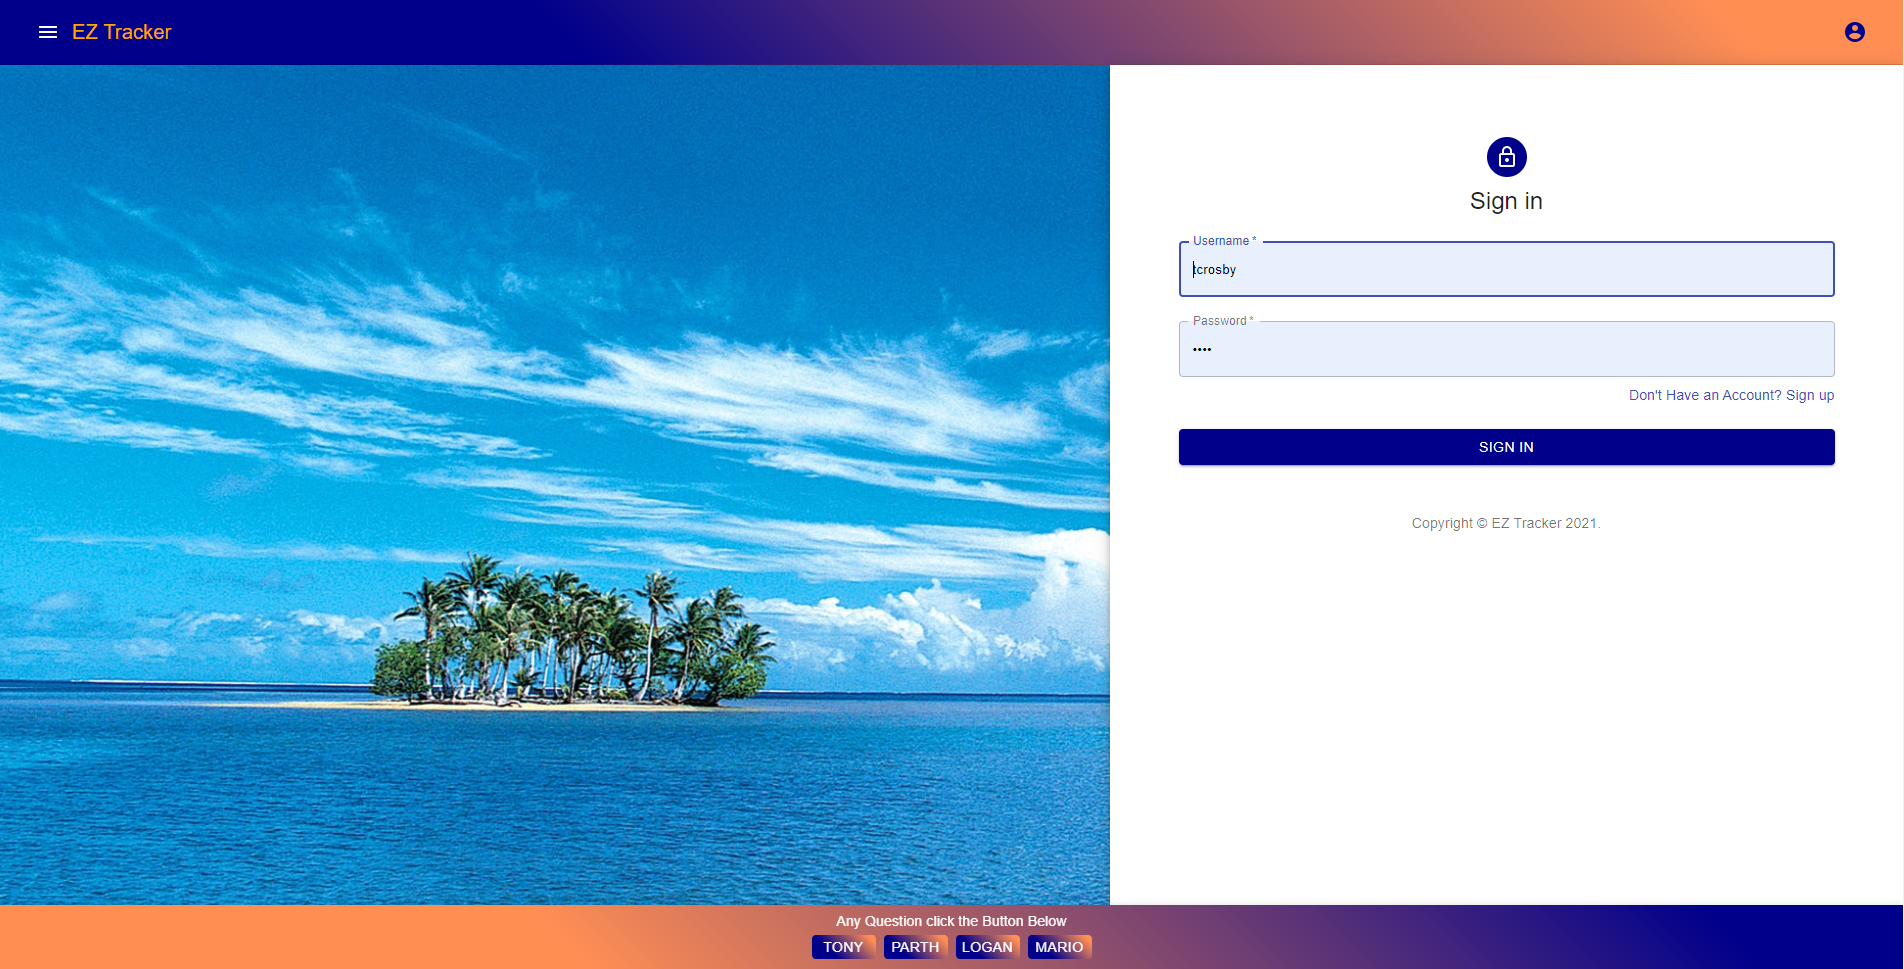 EZ Tracker
Sign in
Username *
tcrosby
Password *
••••
Don't Have an Account? Sign up
SIGN IN
Copyright © EZ Tracker 2021.
Any Question click the Button Below
TONY PARTH LOGAN MARIO